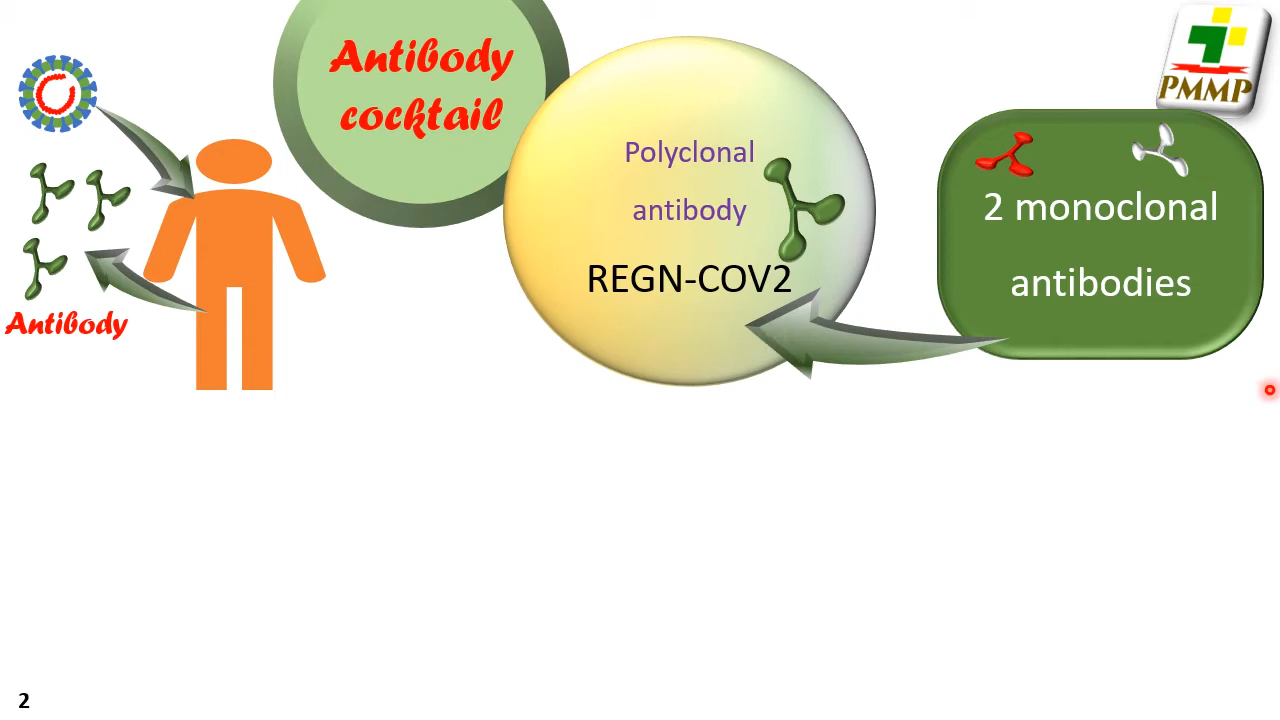 Antibody
cocktail
PMMP
Polyclonal
antibody
REGN-COV2
2 monoclonal
antibodies
Antibody
2